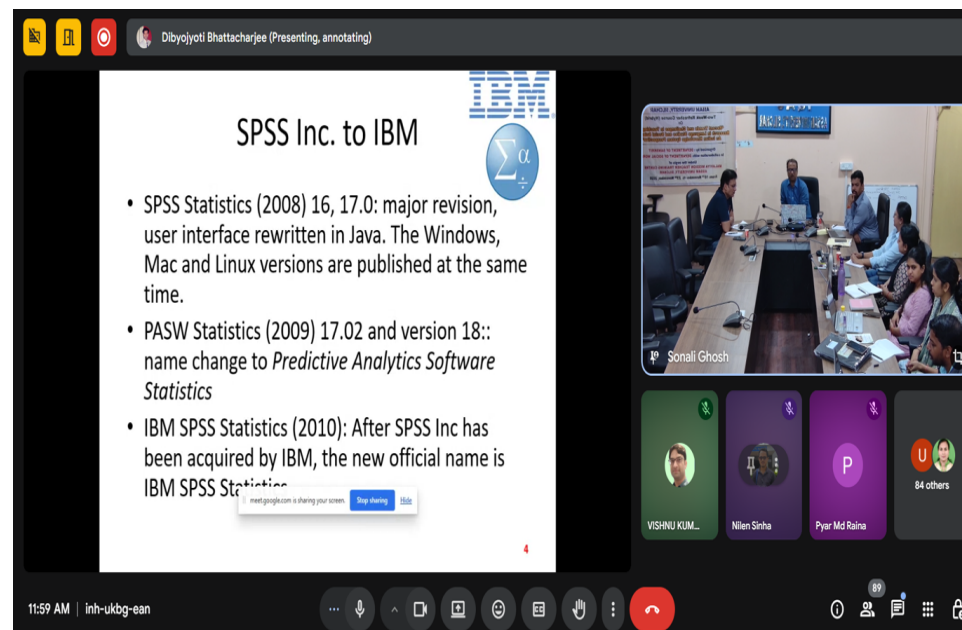 Dibyojyoti Bhattacharjee (Presenting, annotating)
IBM
SPSS Inc. to IBM
Σα
÷
• SPSS Statistics (2008) 16, 17.0: major revision,
user interface rewritten in Java. The Windows,
Mac and Linux versions are published at the same
time.
• PASW Statistics (2009) 17.02 and version 18::
name change to Predictive Analytics Software
Statistics
• IBM SPSS Statistics (2010): After SPSS Inc has
been acquired by IBM, the new official name is
IBM SPSS Statistics
meet.google.com is sharing your screen.
Stop sharing
Hide
4
Sonali Ghosh
VISHNU KUM...
Nilen Sinha
P
Pyar Md Raina
U
84 others
11:59 AM | inh-ukbg-ean
CC
89